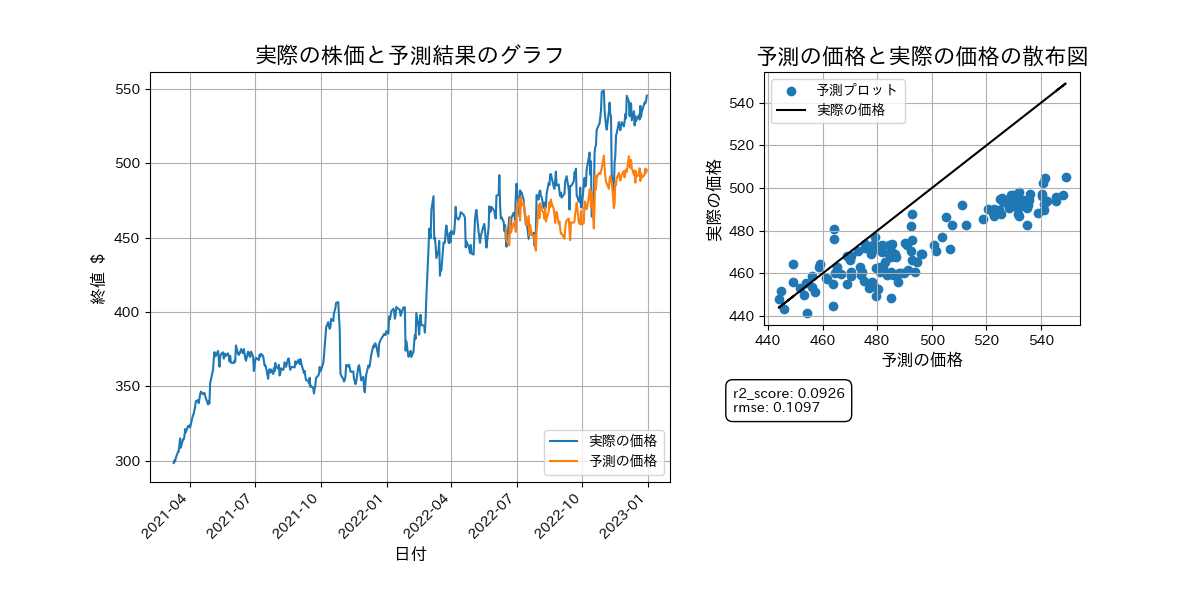 実際の株価と予測結果のグラフ
550
500
450
400
350
300
終値 $
2021-04
2021-07
2021-10
2022-01
2022-04
2022-07
2022-10
2023-01
日付
実際の価格
予測の価格
予測の価格と実際の価格の散布図
予測プロット
実際の価格
540
520
500
480
460
440
実際の価格
440
460
480
500
520
540
予測の価格
r2_score: 0.0926
rmse: 0.1097